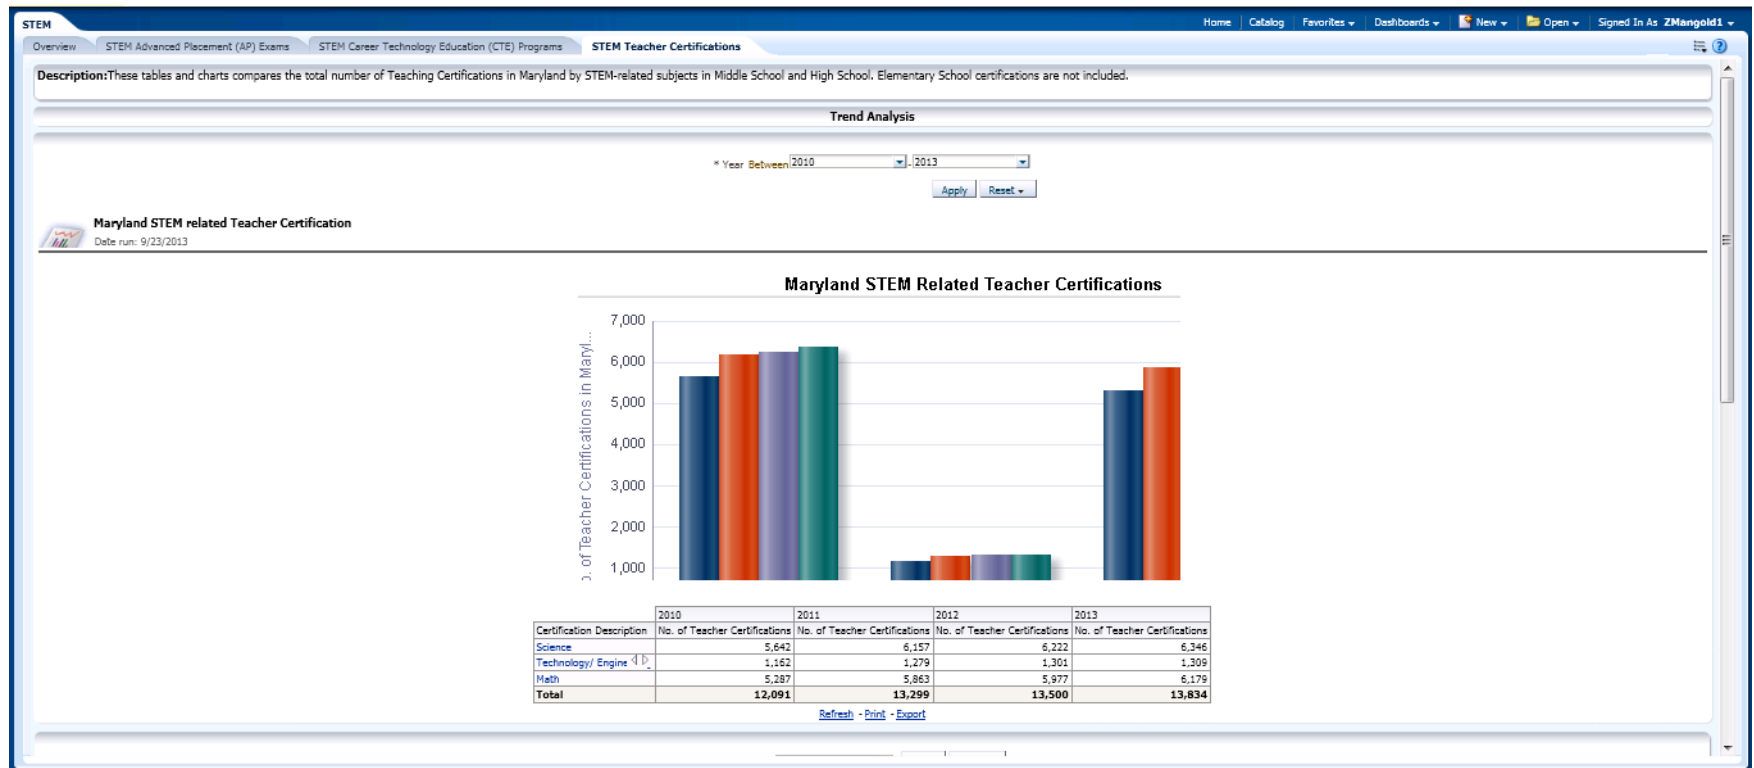 STEM
Home Catalog Favorites Dashboards New Open Signed In As ZMangold1
Overview STEM Advanced Placement (AP) Exams STEM Career Technology Education (CTE) Programs STEM Teacher Certifications
Description:These tables and charts compares the total number of Teaching Certifications in Maryland by STEM-related subjects in Middle School and High School. Elementary School certifications are not included.
Trend Analysis
* Year Between 2010 - 2013
Apply Reset
Maryland STEM related Teacher Certification
Date run: 9/23/2013
Maryland STEM Related Teacher Certifications
o. of Teacher Certifications in Maryl...
7,000
6,000
5,000
4,000
3,000
2,000
1,000
2010 2011 2012 2013
Certification Description No. of Teacher Certifications No. of Teacher Certifications No. of Teacher Certifications No. of Teacher Certifications
Science 5,642 6,157 6,222 6,346
Technology/ Engine 1,162 1,279 1,301 1,309
Math 5,287 5,863 5,977 6,179
Total 12,091 13,299 13,500 13,834
Refresh - Print - Export